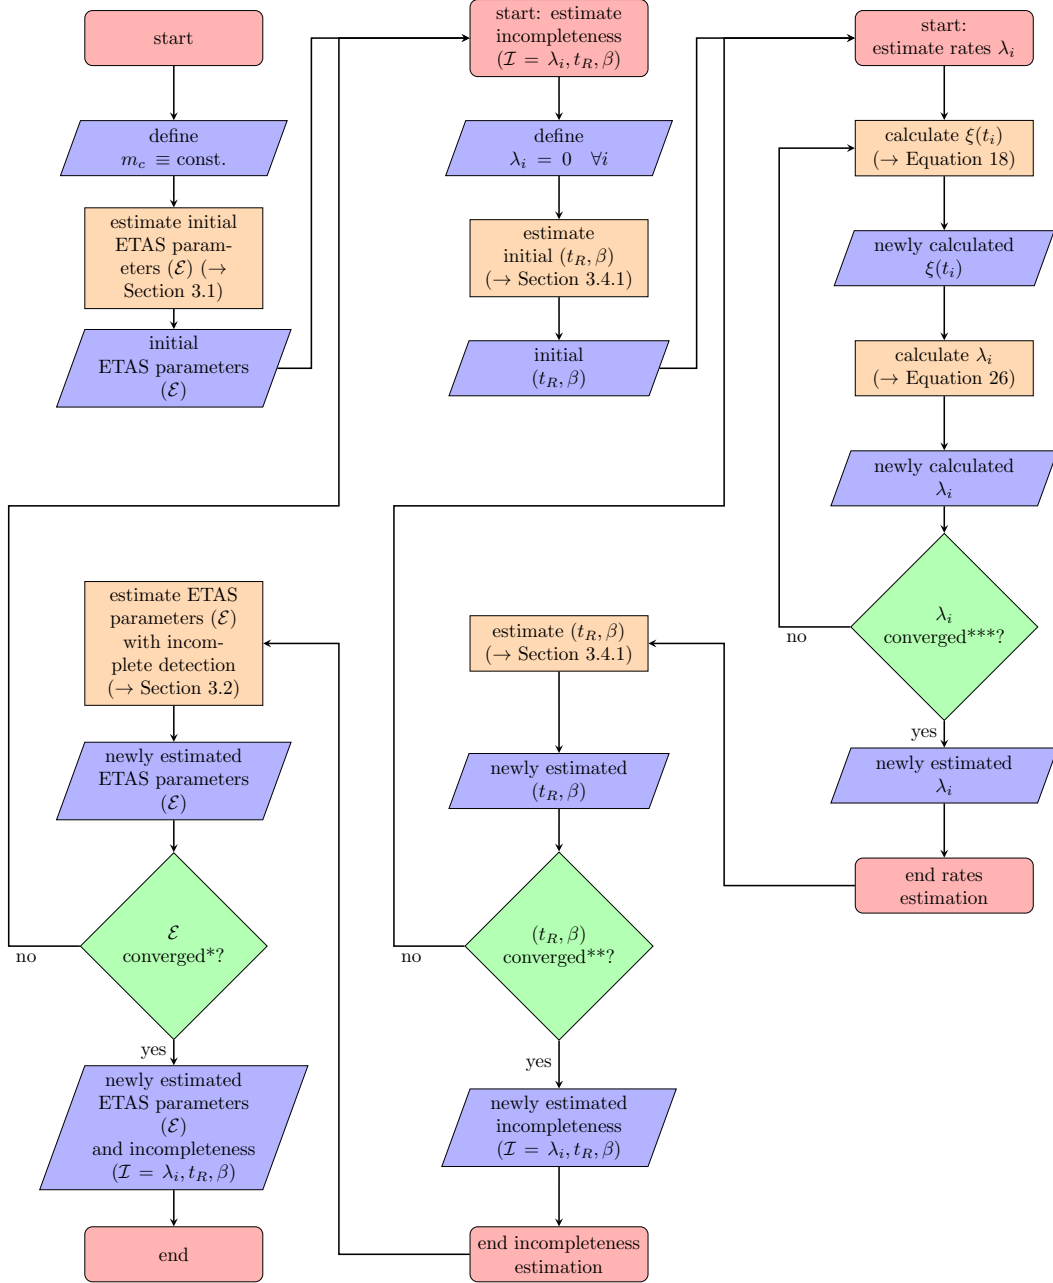 start
define
m_c ≡ const.
estimate initial
ETAS param-
eters (ℰ) (→
Section 3.1)
initial
ETAS parameters
(ℰ)
estimate ETAS
parameters (ℰ)
with incom-
plete detection
(→ Section 3.2)
newly estimated
ETAS parameters
(ℰ)
ℰ
converged*?
no
yes
newly estimated
ETAS parameters
(ℰ)
and incompleteness
(ℐ = λ_i, t_R, β)
end
start: estimate
incompleteness
(ℐ = λ_i, t_R, β)
define
λ_i = 0 ∀i
estimate
initial (t_R, β)
(→ Section 3.4.1)
initial
(t_R, β)
estimate (t_R, β)
(→ Section 3.4.1)
newly estimated
(t_R, β)
(t_R, β)
converged**?
no
yes
newly estimated
incompleteness
(ℐ = λ_i, t_R, β)
end incompleteness
estimation
start:
estimate rates λ_i
calculate ξ(t_i)
(→ Equation 18)
newly calculated
ξ(t_i)
calculate λ_i
(→ Equation 26)
newly calculated
λ_i
λ_i
converged***?
no
yes
newly estimated
λ_i
end rates
estimation